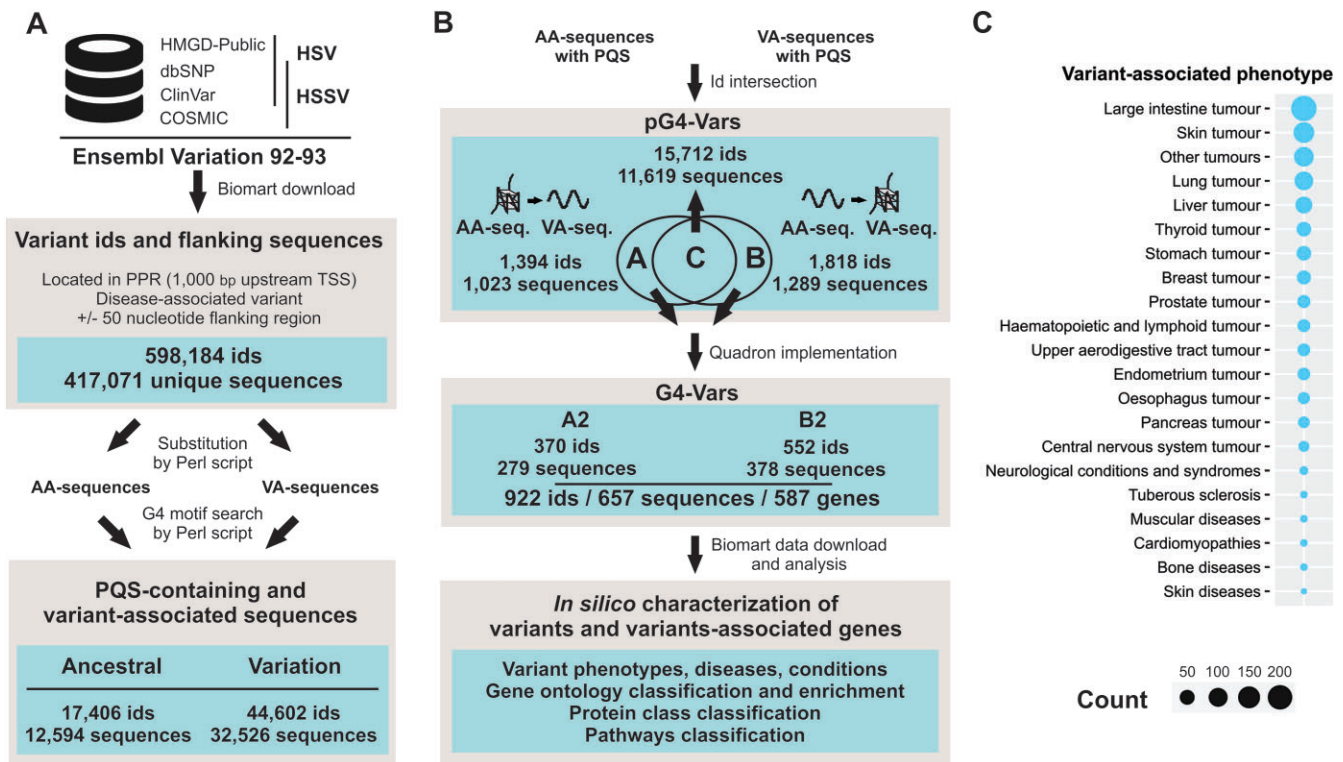 A
HMGD-Public
dbSNP
ClinVar
COSMIC
HSV
HSSV
Ensembl Variation 92-93
Biomart download
Variant ids and flanking sequences
Located in PPR (1,000 bp upstream TSS)
Disease-associated variant
+/- 50 nucleotide flanking region
598,184 ids
417,071 unique sequences
Substitution
by Perl script
AA-sequences
VA-sequences
G4 motif search
by Perl script
PQS-containing and
variant-associated sequences
Ancestral
Variation
17,406 ids
12,594 sequences
44,602 ids
32,526 sequences
B
AA-sequences
with PQS
VA-sequences
with PQS
Id intersection
pG4-Vars
15,712 ids
11,619 sequences
AA-seq. VA-seq.
AA-seq. VA-seq.
A
C
B
1,394 ids
1,023 sequences
1,818 ids
1,289 sequences
Quadron implementation
G4-Vars
A2
370 ids
279 sequences
B2
552 ids
378 sequences
922 ids / 657 sequences / 587 genes
Biomart data download
and analysis
In silico characterization of
variants and variants-associated genes
Variant phenotypes, diseases, conditions
Gene ontology classification and enrichment
Protein class classification
Pathways classification
C
Variant-associated phenotype
Large intestine tumour
Skin tumour
Other tumours
Lung tumour
Liver tumour
Thyroid tumour
Stomach tumour
Breast tumour
Prostate tumour
Haematopoietic and lymphoid tumour
Upper aerodigestive tract tumour
Endometrium tumour
Oesophagus tumour
Pancreas tumour
Central nervous system tumour
Neurological conditions and syndromes
Tuberous sclerosis
Muscular diseases
Cardiomyopathies
Bone diseases
Skin diseases
50 100 150 200
Count